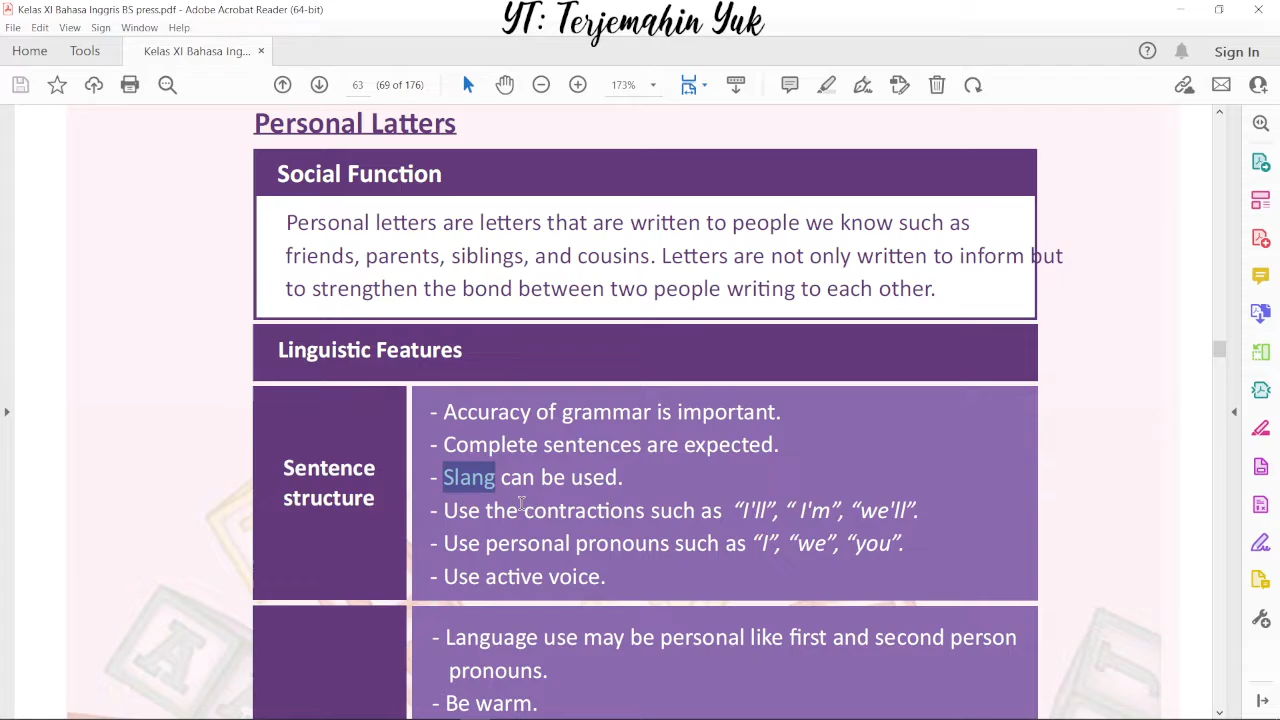 Kelas XI Bahasa Inggris BS press.pdf - Adobe Acrobat Reader (64-bit)
YT: Terjemahin Yuk
File Edit View Sign Window Help
Home Tools Kelas XI Bahasa Ing... × Sign In
63 (69 of 176) 173%
Personal Latters
Social Function
Personal letters are letters that are written to people we know such as
friends, parents, siblings, and cousins. Letters are not only written to inform but
to strengthen the bond between two people writing to each other.
Linguistic Features
Sentence
structure
- Accuracy of grammar is important.
- Complete sentences are expected.
- Slang can be used.
- Use the contractions such as “I'll”, “ I'm”, “we'll”.
- Use personal pronouns such as “I”, “we”, “you”.
- Use active voice.
- Language use may be personal like first and second person
pronouns.
- Be warm.